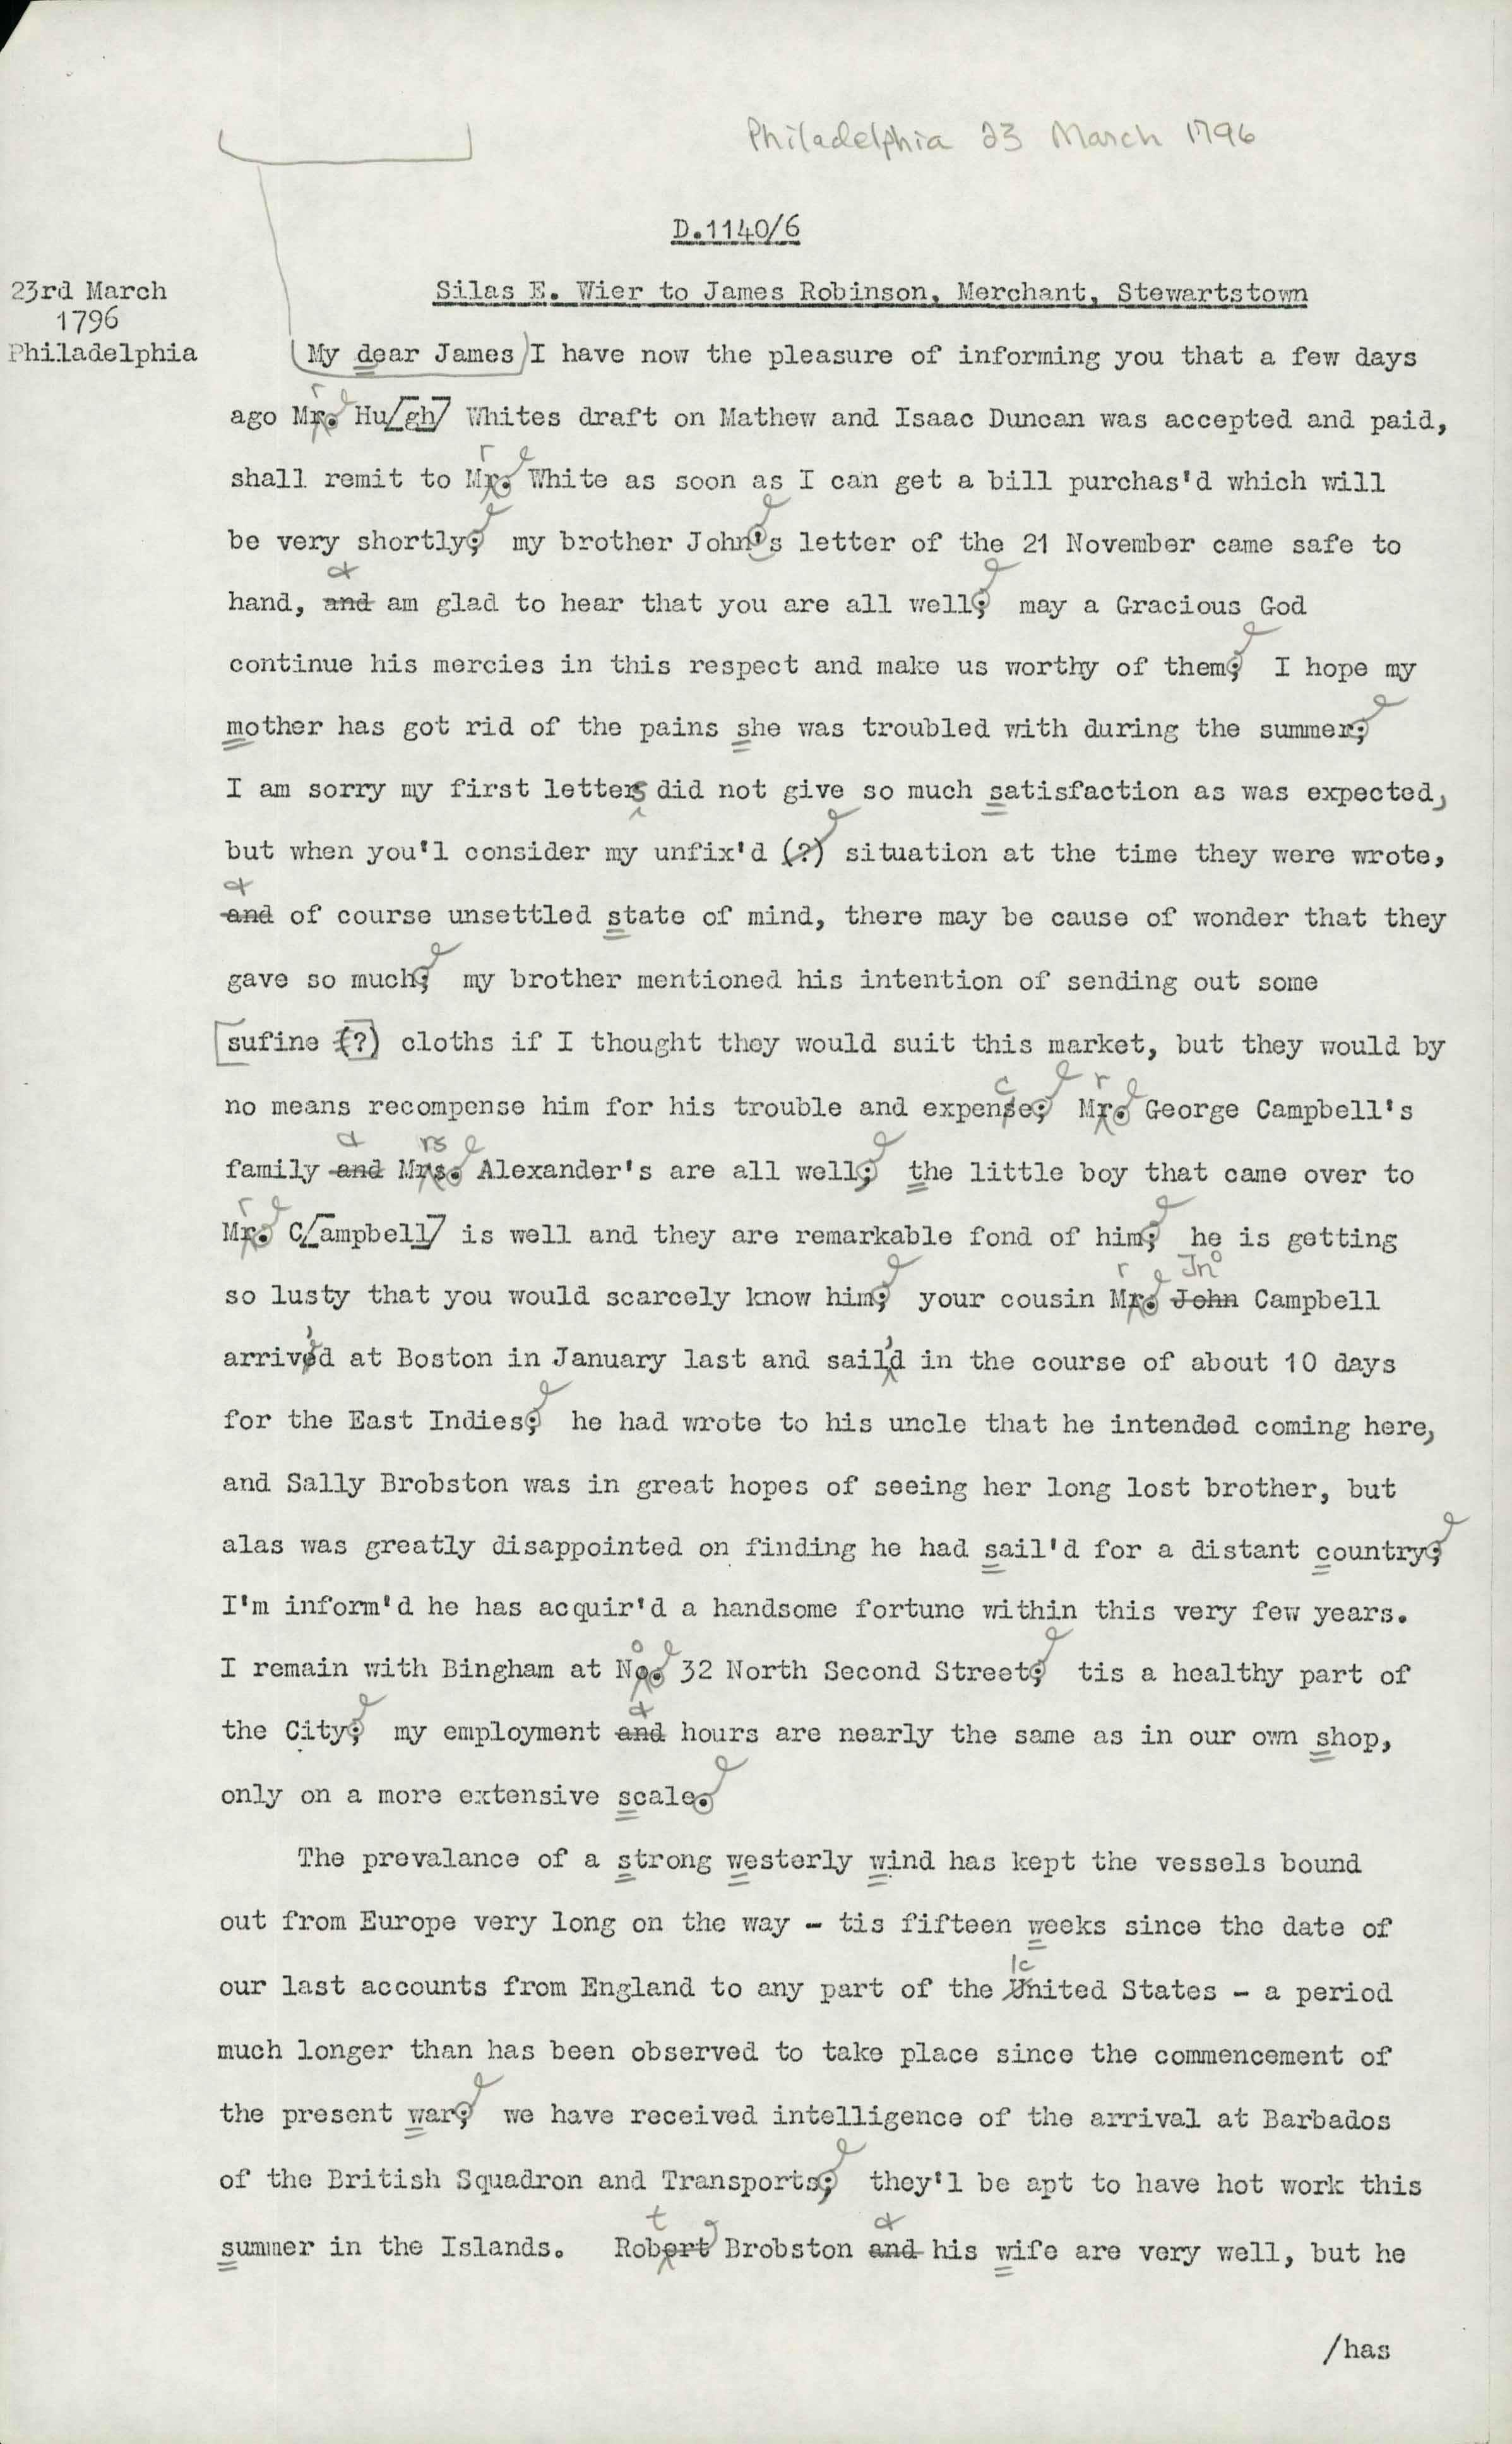 Philadelphia 23 March 1796
D.1140/6
23rd March
1796
Philadelphia
Silas E. Wier to James Robinson, Merchant, Stewartstown
My dear James I have now the pleasure of informing you that a few days
ago Mr. Hu/gh/ Whites draft on Mathew and Isaac Duncan was accepted and paid,
shall remit to Mr. White as soon as I can get a bill purchas'd which will
be very shortly; my brother John's letter of the 21 November came safe to
hand, and am glad to hear that you are all well; may a Gracious God
continue his mercies in this respect and make us worthy of them; I hope my
mother has got rid of the pains she was troubled with during the summer;
I am sorry my first letters did not give so much satisfaction as was expected,
but when you'l consider my unfix'd (?) situation at the time they were wrote,
and of course unsettled state of mind, there may be cause of wonder that they
gave so much; my brother mentioned his intention of sending out some
sufine (?) cloths if I thought they would suit this market, but they would by
no means recompense him for his trouble and expense; Mr. George Campbell's
family and Mrs. Alexander's are all well; the little boy that came over to
Mr. C/ampbell/ is well and they are remarkable fond of him; he is getting
so lusty that you would scarcely know him; your cousin Mr. John Jno Campbell
arriv'd at Boston in January last and sail'd in the course of about 10 days
for the East Indies; he had wrote to his uncle that he intended coming here,
and Sally Brobston was in great hopes of seeing her long lost brother, but
alas was greatly disappointed on finding he had sail'd for a distant country;
I'm inform'd he has acquir'd a handsome fortune within this very few years.
I remain with Bingham at No. 32 North Second Street; tis a healthy part of
the City; my employment and hours are nearly the same as in our own shop,
only on a more extensive scale.
The prevalance of a strong westerly wind has kept the vessels bound
out from Europe very long on the way - tis fifteen weeks since the date of
our last accounts from England to any part of the lc United States - a period
much longer than has been observed to take place since the commencement of
the present war; we have received intelligence of the arrival at Barbados
of the British Squadron and Transports; they'l be apt to have hot work this
summer in the Islands. Robert Brobston and his wife are very well, but he
/has